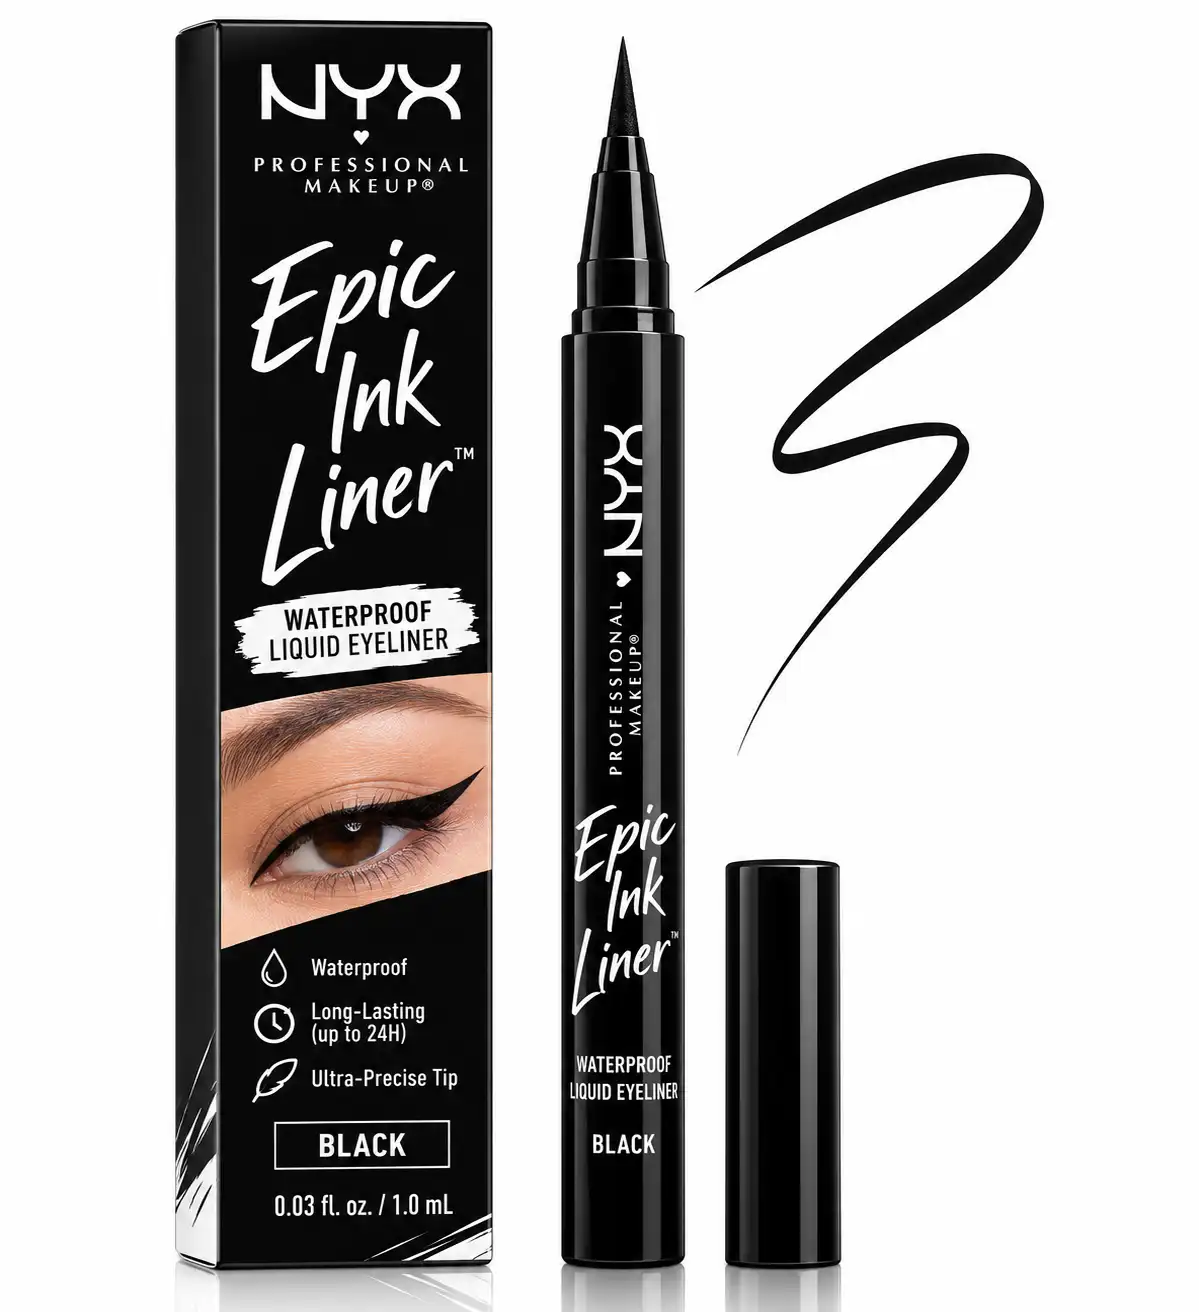 NYX
PROFESSIONAL
MAKEUP®
Epic
Ink
Liner™
WATERPROOF
LIQUID EYELINER
Waterproof
Long-Lasting
(up to 24H)
Ultra-Precise Tip
BLACK
0.03 fl. oz. / 1.0 mL
NYX
PROFESSIONAL
MAKEUP®
Epic
Ink
Liner™
WATERPROOF
LIQUID EYELINER
BLACK